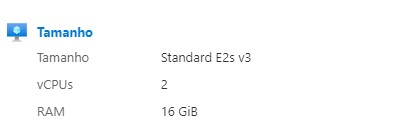 Tamanho
Tamanho Standard E2s v3
vCPUs 2
RAM 16 GiB